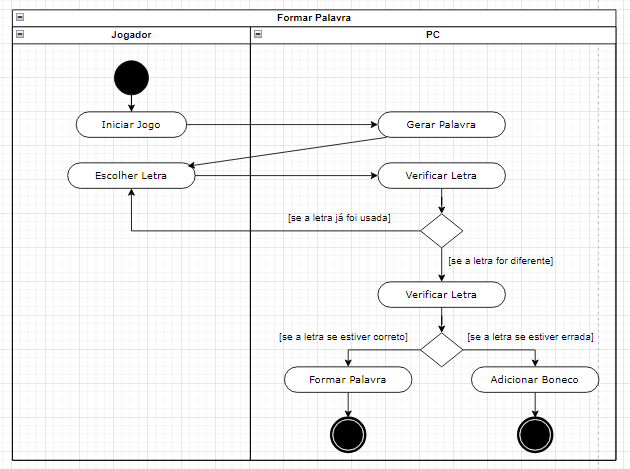 Formar Palavra
Jogador
PC
Iniciar Jogo
Gerar Palavra
Escolher Letra
Verificar Letra
[se a letra já foi usada]
[se a letra for diferente]
Verificar Letra
[se a letra se estiver correto]
[se a letra se estiver errada]
Formar Palavra
Adicionar Boneco